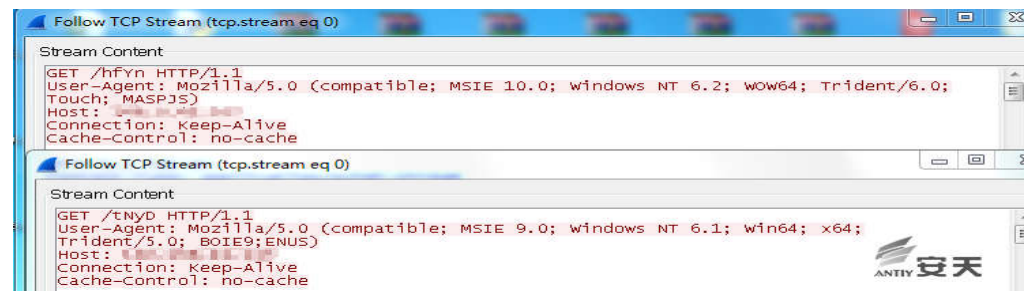 Follow TCP Stream (tcp.stream eq 0)
Stream Content
GET /hfYn HTTP/1.1
User-Agent: Mozilla/5.0 (compatible; MSIE 10.0; Windows NT 6.2; WOW64; Trident/6.0;
Touch; MASPJS)
Host:
Connection: Keep-Alive
Cache-Control: no-cache
Follow TCP Stream (tcp.stream eq 0)
Stream Content
GET /tNyD HTTP/1.1
User-Agent: Mozilla/5.0 (compatible; MSIE 9.0; Windows NT 6.1; Win64; x64;
Trident/5.0; BOIE9;ENUS)
Host:
Connection: Keep-Alive
Cache-Control: no-cache
ANTIY 安天